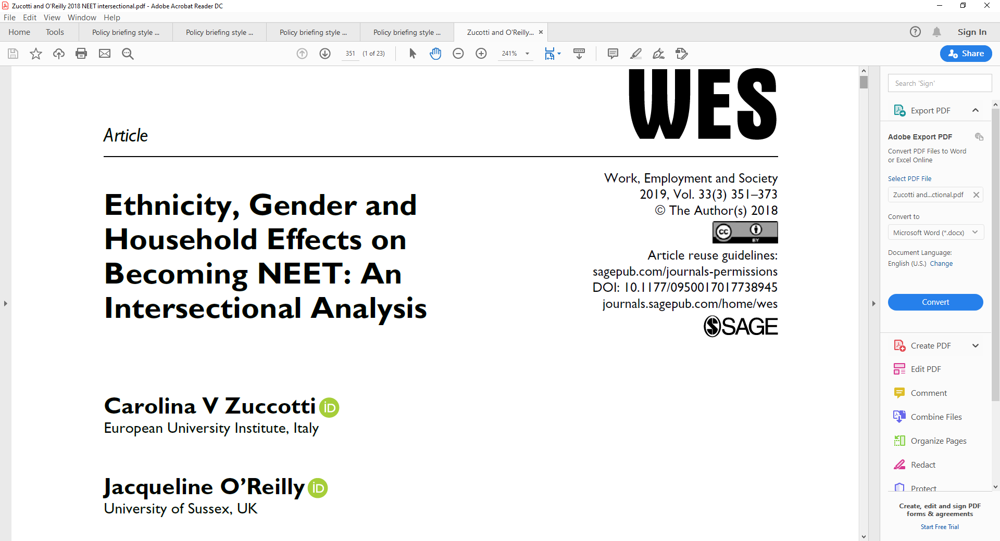 Zucotti and O'Reilly 2018 NEET intersectional.pdf - Adobe Acrobat Reader DC
File Edit View Window Help
Home Tools Policy briefing style ... Policy briefing style ... Policy briefing style ... Policy briefing style ... Zucotti and O'Reilly... × Sign In
351 (1 of 23) 241% Share
WES
Article
Work, Employment and Society
2019, Vol. 33(3) 351–373
© The Author(s) 2018
CC BY
Article reuse guidelines:
sagepub.com/journals-permissions
DOI: 10.1177/0950017017738945
journals.sagepub.com/home/wes
SSAGE
Ethnicity, Gender and
Household Effects on
Becoming NEET: An
Intersectional Analysis
Carolina V Zuccotti iD
European University Institute, Italy
Jacqueline O'Reilly iD
University of Sussex, UK
Search 'Sign'
Export PDF
Adobe Export PDF
Convert PDF Files to Word
or Excel Online
Select PDF File
Zucotti and...ctional.pdf
Convert to
Microsoft Word (*.docx)
Document Language:
English (U.S.) Change
Convert
Create PDF
Edit PDF
Comment
Combine Files
Organize Pages
Redact
Protect
Create, edit and sign PDF
forms & agreements
Start Free Trial